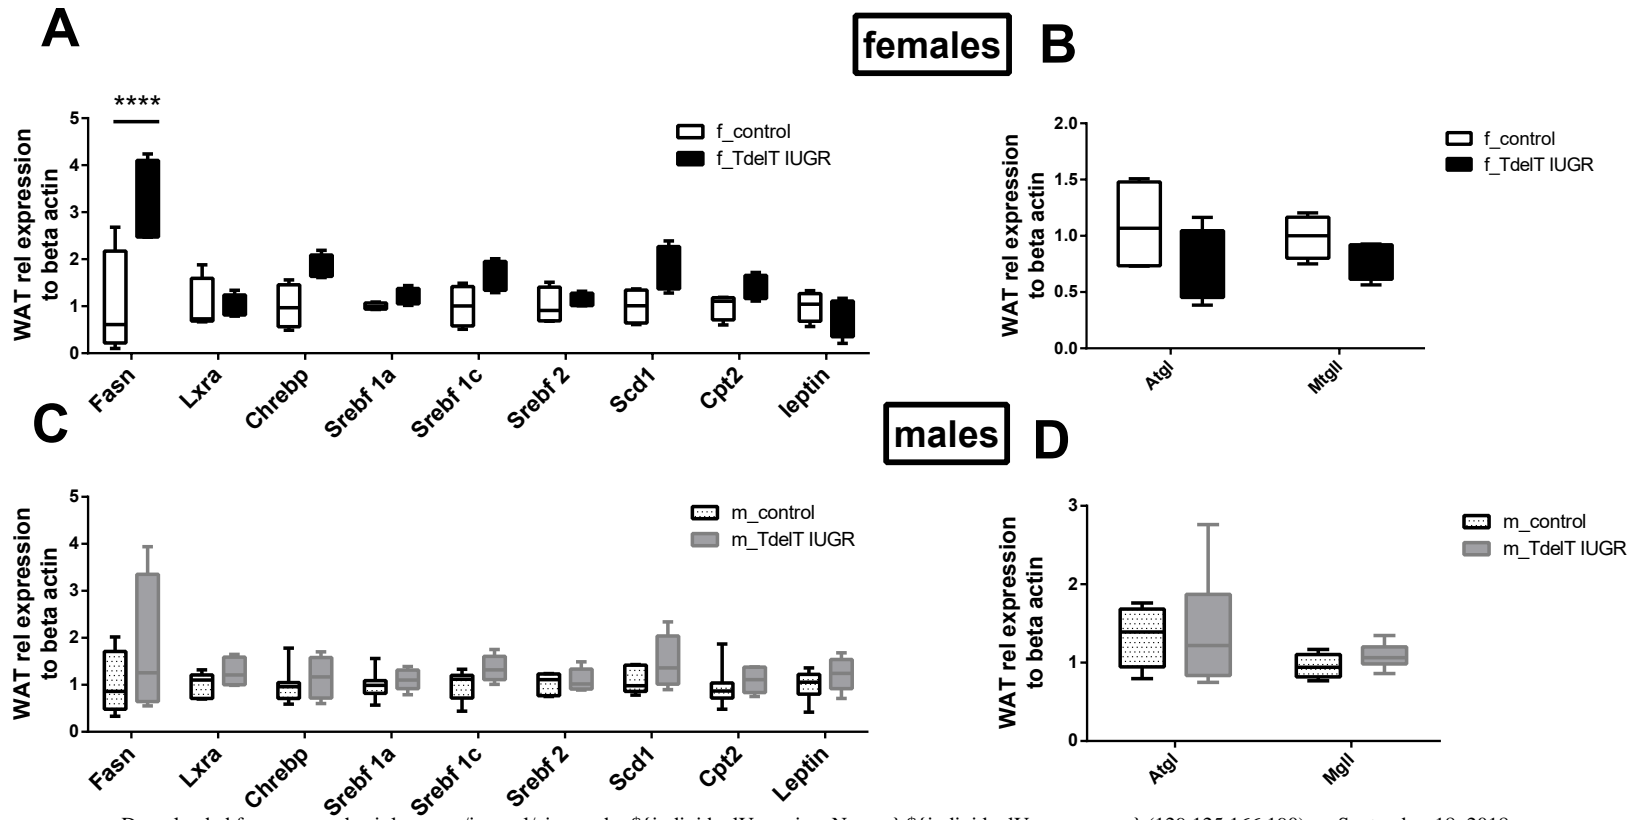 A
females
B
****
5
4
3
2
1
0
WAT rel expression
to beta actin
f_control
f_TdelT IUGR
Fasn
Lxra
Chrebp
Srebf 1a
Srebf 1c
Srebf 2
Scd1
Cpt2
leptin
2.0
1.5
1.0
0.5
0.0
WAT rel expression
to beta actin
f_control
f_TdelT IUGR
Atgl
Mtgll
C
males
D
5
4
3
2
1
0
WAT rel expression
to beta actin
m_control
m_TdelT IUGR
Fasn
Lxra
Chrebp
Srebf 1a
Srebf 1c
Srebf 2
Scd1
Cpt2
Leptin
3
2
1
0
WAT rel expression
to beta actin
m_control
m_TdelT IUGR
Atgl
Mgll